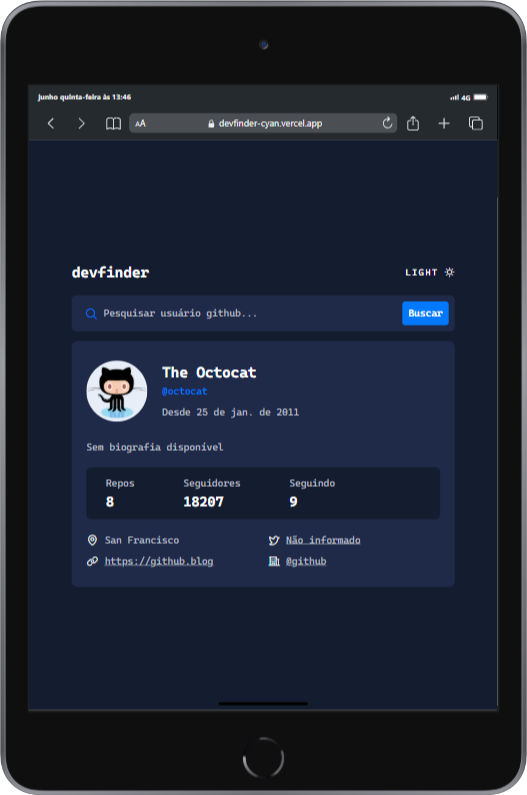 junho quinta-feira às 13:46
4G
AA
devfinder-cyan.vercel.app
devfinder
LIGHT
Pesquisar usuário github...
Buscar
The Octocat
@octocat
Desde 25 de jan. de 2011
Sem biografia disponível
Repos Seguidores Seguindo
8 18207 9
San Francisco Não informado
https://github.blog @github